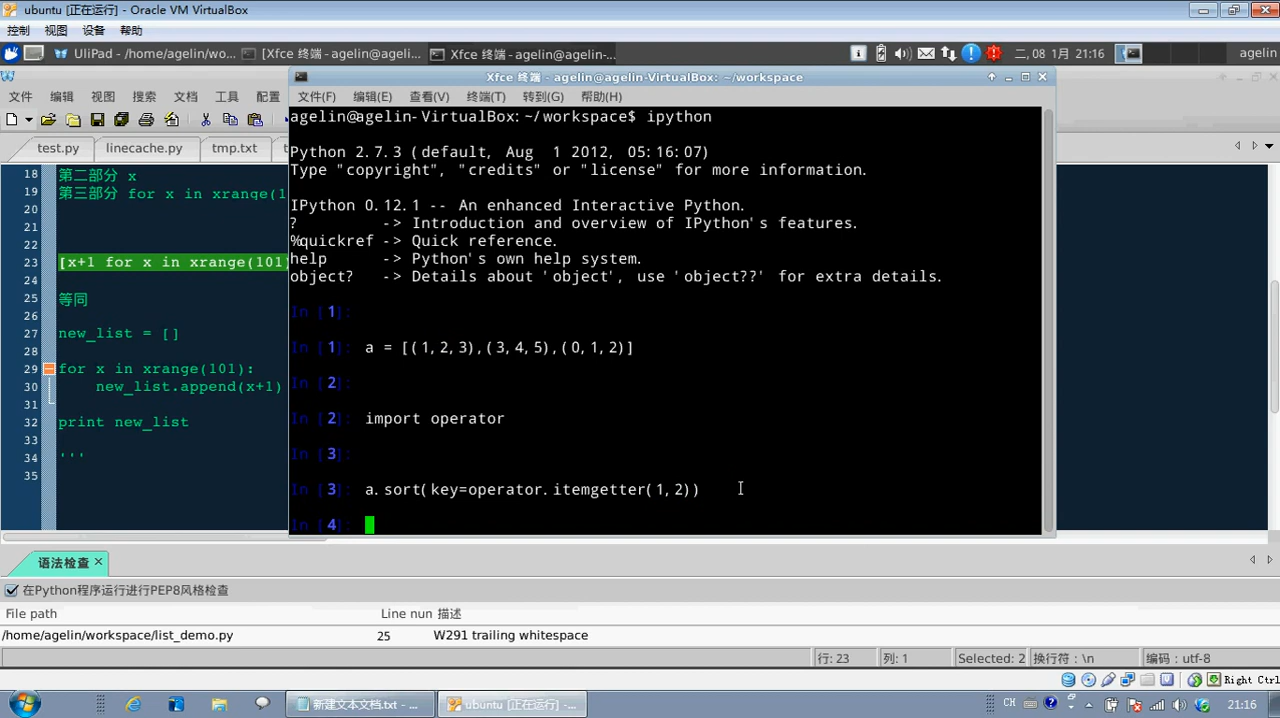 ubuntu [正在运行] - Oracle VM VirtualBox
控制 视图 设备 帮助
UliPad - /home/agelin/wo... [Xfce 终端 - agelin@agelin... Xfce 终端 - agelin@agelin-... 二, 08 1月 21:16 agelin
Xfce 终端 - agelin@agelin-VirtualBox: ~/workspace
文件 编辑 视图 搜索 文档 工具 配置
文件(F) 编辑(E) 查看(V) 终端(T) 转到(G) 帮助(H)
test.py linecache.py tmp.txt
agelin@agelin-VirtualBox:~/workspace$ ipython
Python 2.7.3 (default, Aug  1 2012, 05:16:07)
Type "copyright", "credits" or "license" for more information.
IPython 0.12.1 -- An enhanced Interactive Python.
?         -> Introduction and overview of IPython's features.
%quickref -> Quick reference.
help      -> Python's own help system.
object?   -> Details about 'object', use 'object??' for extra details.
In [1]:
In [1]: a = [(1,2,3),(3,4,5),(0,1,2)]
In [2]:
In [2]: import operator
In [3]:
In [3]: a.sort(key=operator.itemgetter(1,2))
In [4]:
18 第二部分 x
19 第三部分 for x in xrange(1
20
21
22
23 [x+1 for x in xrange(101)
24
25 等同
26
27 new_list = []
28
29 for x in xrange(101):
30     new_list.append(x+1)
31
32 print new_list
33
34 '''
35
语法检查
在Python程序运行进行PEP8风格检查
File path Line nun 描述
/home/agelin/workspace/list_demo.py 25 W291 trailing whitespace
行: 23 列: 1 Selected: 2 换行符：\n 编码：utf-8
Right Ctrl
新建文本文档.txt - ... ubuntu [正在运行] -... CH 21:16